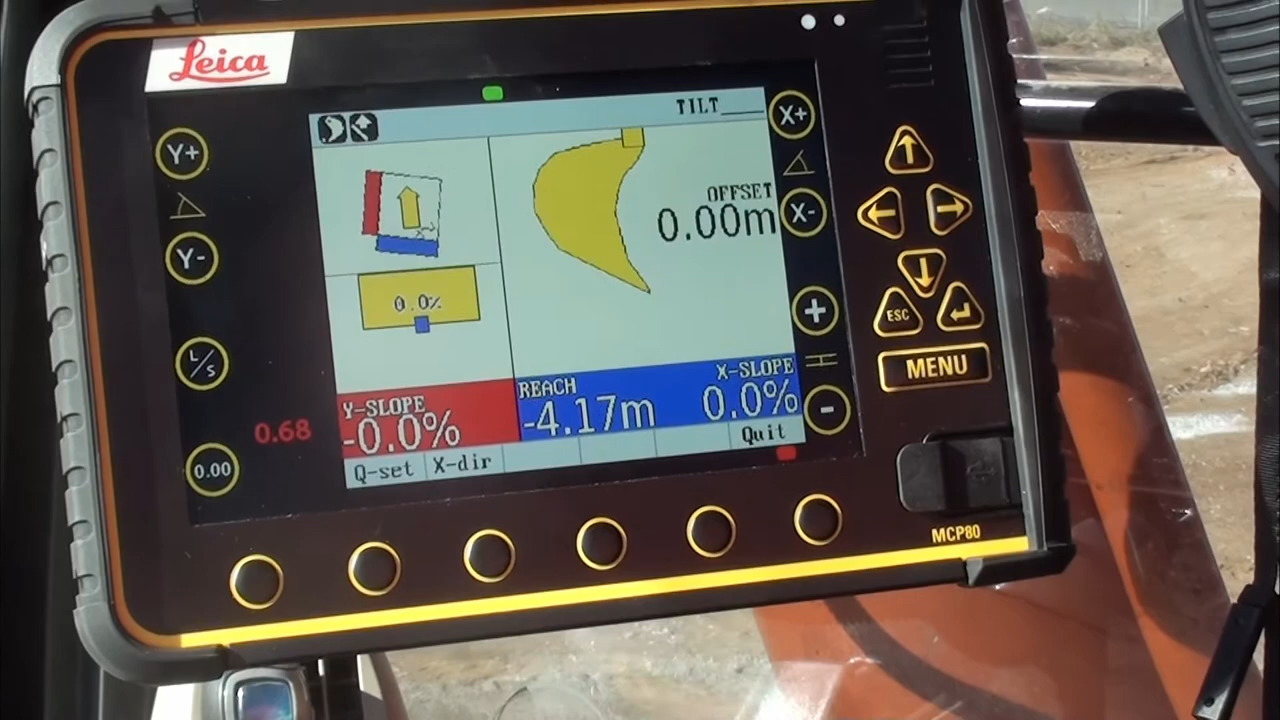 Leica
TILT___
Y+
X+
OFFSET
0.00m
X-
Y-
0.0%
+
ESC
L/S
MENU
Y-SLOPE
-0.0%
REACH
-4.17m
X-SLOPE
0.0%
-
0.68
0.00
Q-set
X-dir
Quit
MCP80